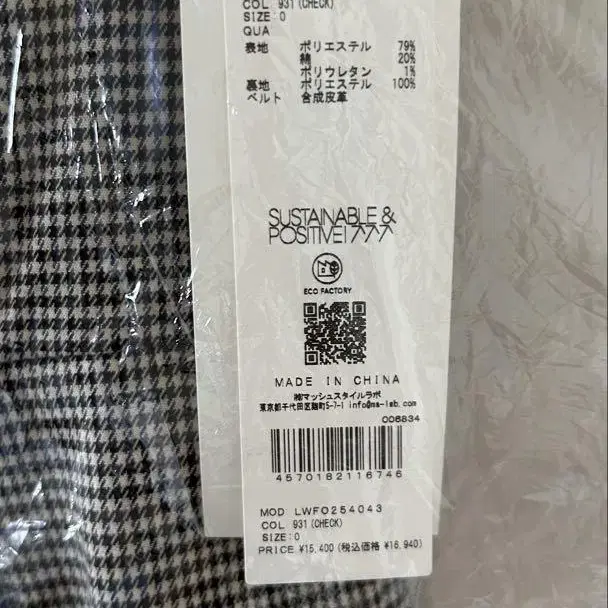 COL 931(CHECK)
SIZE:0
QUA
表地 ポリエステル 79%
綿 20%
ポリウレタン 1%
裏地 ポリエステル 100%
ベルト 合成皮革
SUSTAINABLE &
POSITIVE! 777
ECO FACTORY
MADE IN CHINA
㈱マッシュスタイルラボ
東京都千代田区麹町5-7-1 info@ms-lab.com
006834
4570182116746
MOD LWFO254043
COL 931(CHECK)
SIZE:0
PRICE ¥15,400 (税込価格 ¥16,940)